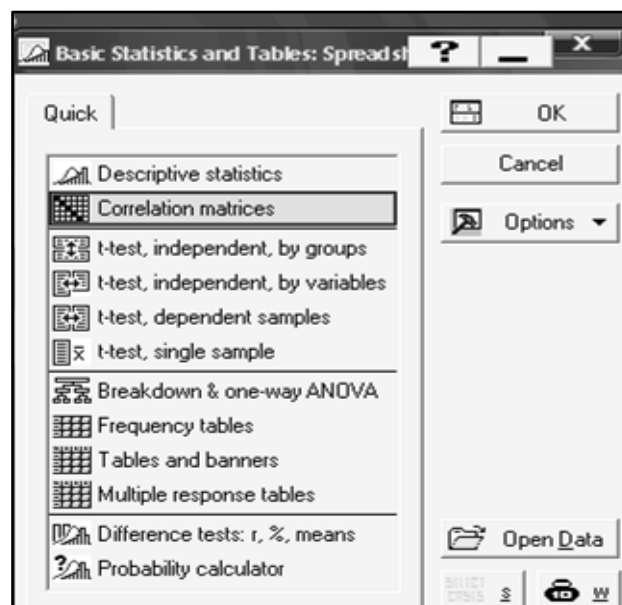 Basic Statistics and Tables: Spreadsh
Quick
OK
Cancel
Options
Descriptive statistics
Correlation matrices
t-test, independent, by groups
t-test, independent, by variables
t-test, dependent samples
t-test, single sample
Breakdown & one-way ANOVA
Frequency tables
Tables and banners
Multiple response tables
Difference tests: r, %, means
Probability calculator
Open Data
SELECT
CASES
S
W